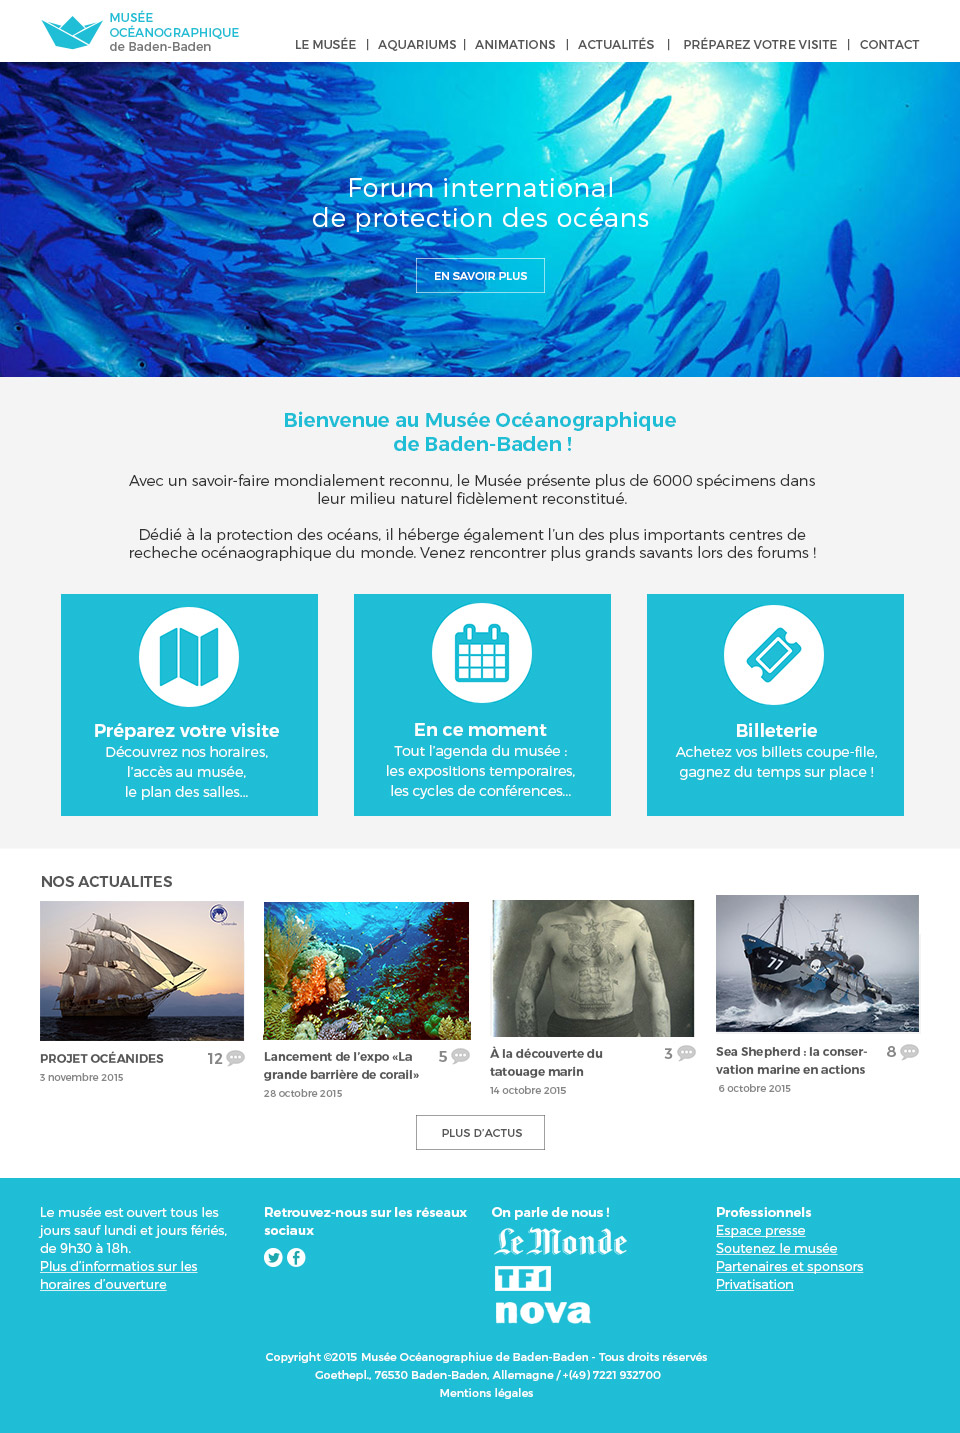 MUSÉE
OCÉANOGRAPHIQUE
de Baden-Baden
LE MUSÉE | AQUARIUMS | ANIMATIONS | ACTUALITÉS | PRÉPAREZ VOTRE VISITE | CONTACT
Forum international
de protection des océans
EN SAVOIR PLUS
Bienvenue au Musée Océanographique
de Baden-Baden !
Avec un savoir-faire mondialement reconnu, le Musée présente plus de 6000 spécimens dans
leur milieu naturel fidèlement reconstitué.
Dédié à la protection des océans, il héberge également l'un des plus importants centres de
recheche océnaographique du monde. Venez rencontrer plus grands savants lors des forums !
Préparez votre visite
Découvrez nos horaires,
l'accès au musée,
le plan des salles...
En ce moment
Tout l'agenda du musée :
les expositions temporaires,
les cycles de conférences...
Billeterie
Achetez vos billets coupe-file,
gagnez du temps sur place !
NOS ACTUALITES
77
PROJET OCÉANIDES 12
3 novembre 2015
Lancement de l'expo «La 5
grande barrière de corail»
28 octobre 2015
À la découverte du 3
tatouage marin
14 octobre 2015
Sea Shepherd : la conser- 8
vation marine en actions
6 octobre 2015
PLUS D'ACTUS
Le musée est ouvert tous les
jours sauf lundi et jours fériés,
de 9h30 à 18h.
Plus d'informatios sur les
horaires d'ouverture
Retrouvez-nous sur les réseaux
sociaux
On parle de nous !
Le Monde
TF1
nova
Professionnels
Espace presse
Soutenez le musée
Partenaires et sponsors
Privatisation
Copyright ©2015 Musée Océanographiue de Baden-Baden - Tous droits réservés
Goethepl., 76530 Baden-Baden, Allemagne / +(49) 7221 932700
Mentions légales